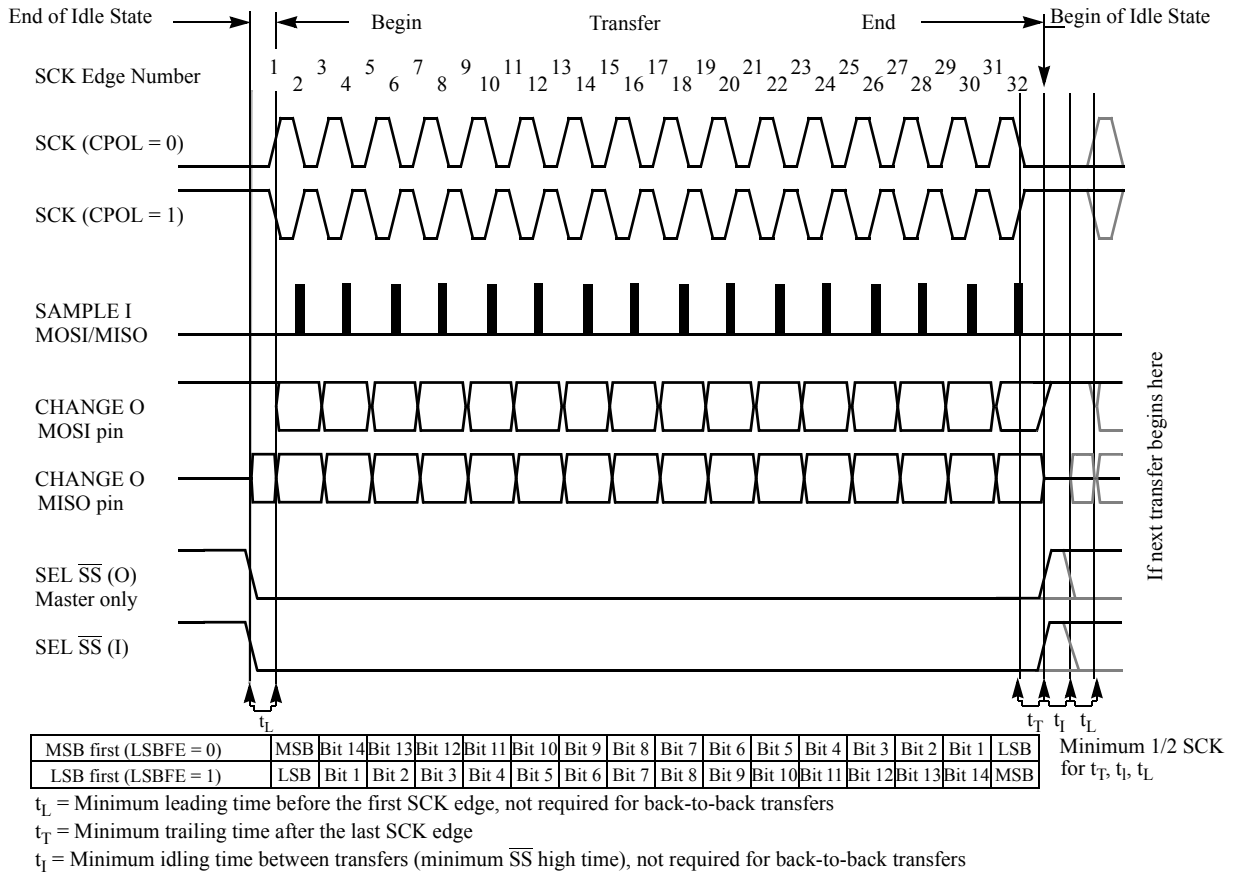 End of Idle State
Begin
Transfer
End
Begin of Idle State
SCK Edge Number
1 3 5 7 9 11 13 15 17 19 21 23 25 27 29 31
2 4 6 8 10 12 14 16 18 20 22 24 26 28 30 32
SCK (CPOL = 0)
SCK (CPOL = 1)
SAMPLE I
MOSI/MISO
CHANGE O
MOSI pin
CHANGE O
MISO pin
SEL SS (O)
Master only
SEL SS (I)
If next transfer begins here
tL
tT tI tL
MSB first (LSBFE = 0) MSB Bit 14 Bit 13 Bit 12 Bit 11 Bit 10 Bit 9 Bit 8 Bit 7 Bit 6 Bit 5 Bit 4 Bit 3 Bit 2 Bit 1 LSB
LSB first (LSBFE = 1) LSB Bit 1 Bit 2 Bit 3 Bit 4 Bit 5 Bit 6 Bit 7 Bit 8 Bit 9 Bit 10 Bit 11 Bit 12 Bit 13 Bit 14 MSB
Minimum 1/2 SCK
for tT, tl, tL
tL = Minimum leading time before the first SCK edge, not required for back-to-back transfers
tT = Minimum trailing time after the last SCK edge
tI = Minimum idling time between transfers (minimum SS high time), not required for back-to-back transfers